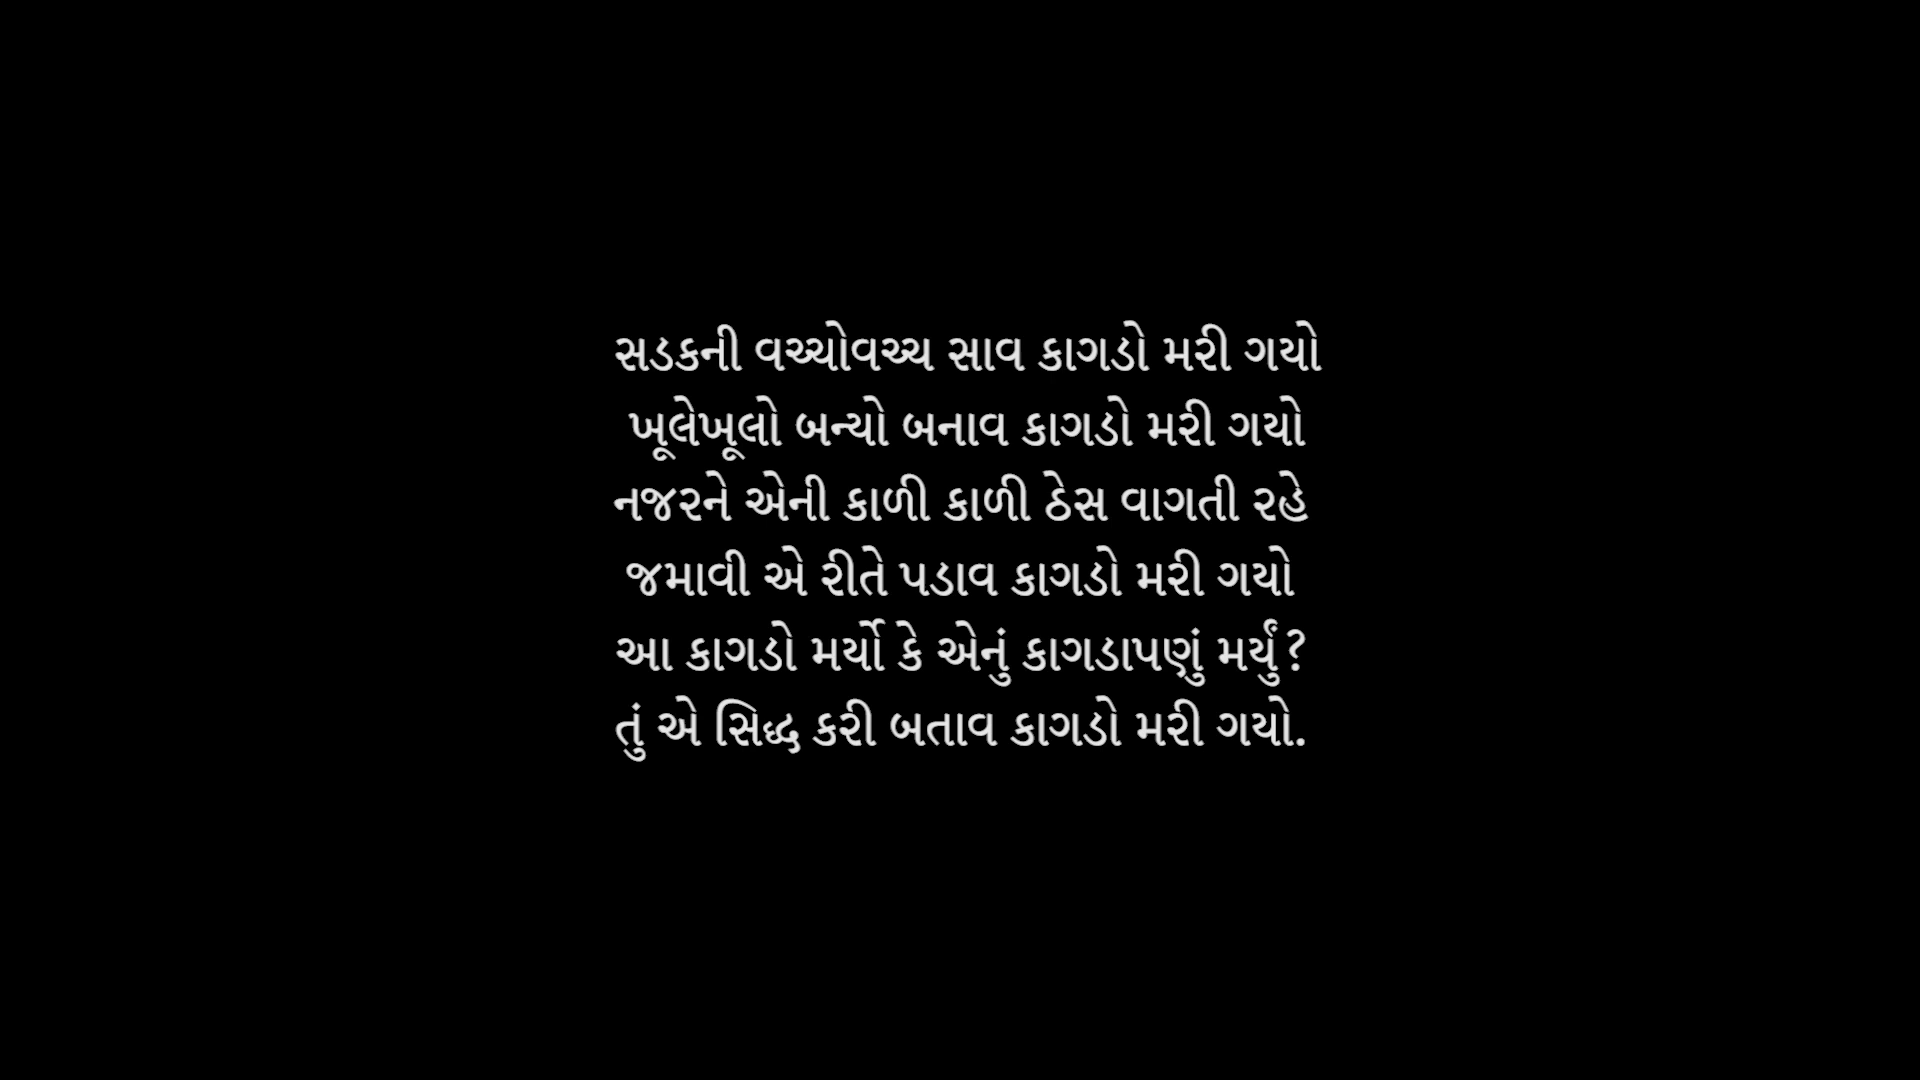 સડકની વચ્ચોવચ્ચ સાવ કાગડો મરી ગયો
ખૂલેખૂલો બન્યો બનાવ કાગડો મરી ગયો
નજરને એની કાળી કાળી ઠેસ વાગતી રહે
જમાવી એ રીતે પડાવ કાગડો મરી ગયો
આ કાગડો મર્યો કે એનું કાગડાપણું મર્યું?
તું એ સિદ્ધ કરી બતાવ કાગડો મરી ગયો.